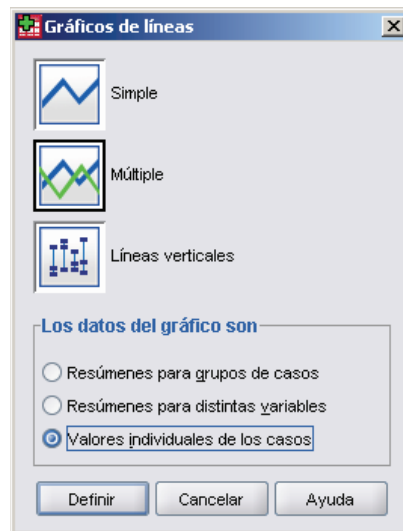 Gráficos de líneas
Simple
Múltiple
Líneas verticales
Los datos del gráfico son
Resúmenes para grupos de casos
Resúmenes para distintas variables
Valores individuales de los casos
Definir
Cancelar
Ayuda